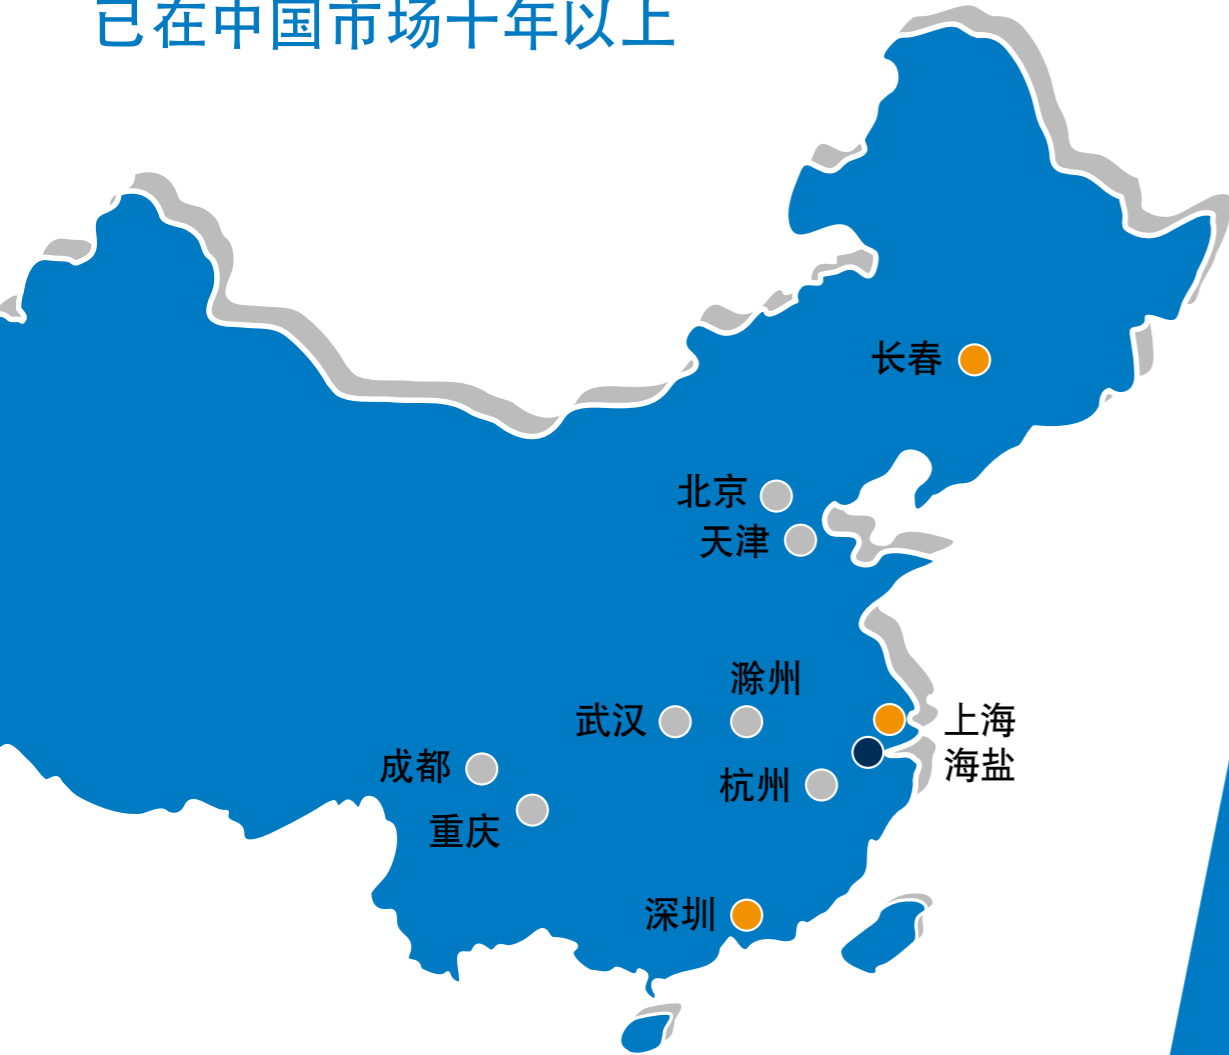 已在中国市场十年以上
长春
北京
天津
滁州
武汉
上海
海盐
成都
杭州
重庆
深圳